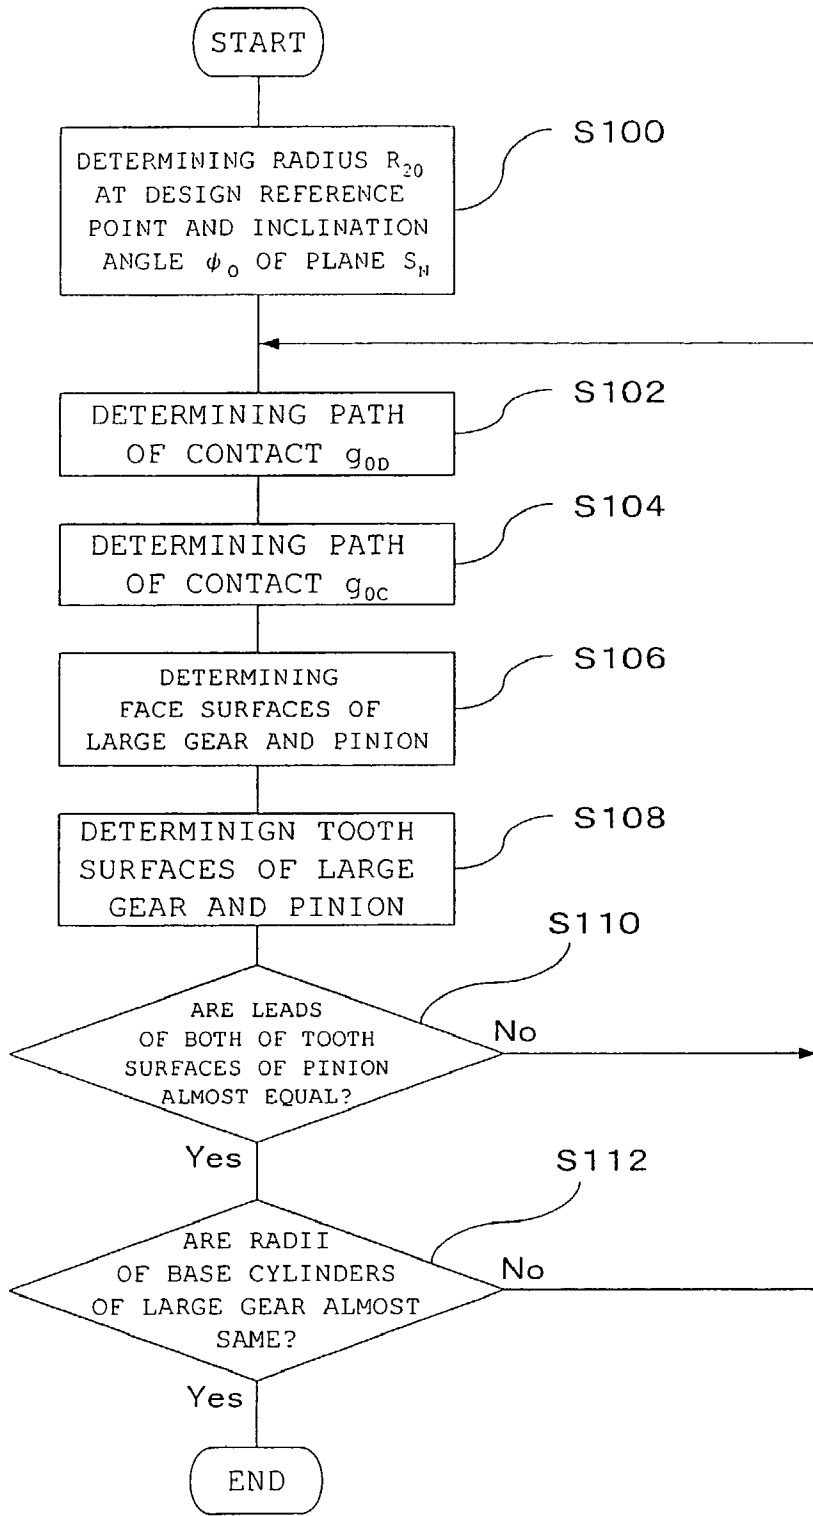 START
S100
DETERMINING RADIUS R₂₀
AT DESIGN REFERENCE
POINT AND INCLINATION
ANGLE ϕ₀ OF PLANE Sₙ
S102
DETERMINING PATH
OF CONTACT g₀D
S104
DETERMINING PATH
OF CONTACT g₀C
S106
DETERMINING
FACE SURFACES OF
LARGE GEAR AND PINION
S108
DETERMINIGN TOOTH
SURFACES OF LARGE
GEAR AND PINION
S110
ARE LEADS
OF BOTH OF TOOTH
SURFACES OF PINION
ALMOST EQUAL?
No
Yes
S112
ARE RADII
OF BASE CYLINDERS
OF LARGE GEAR ALMOST
SAME?
No
Yes
END